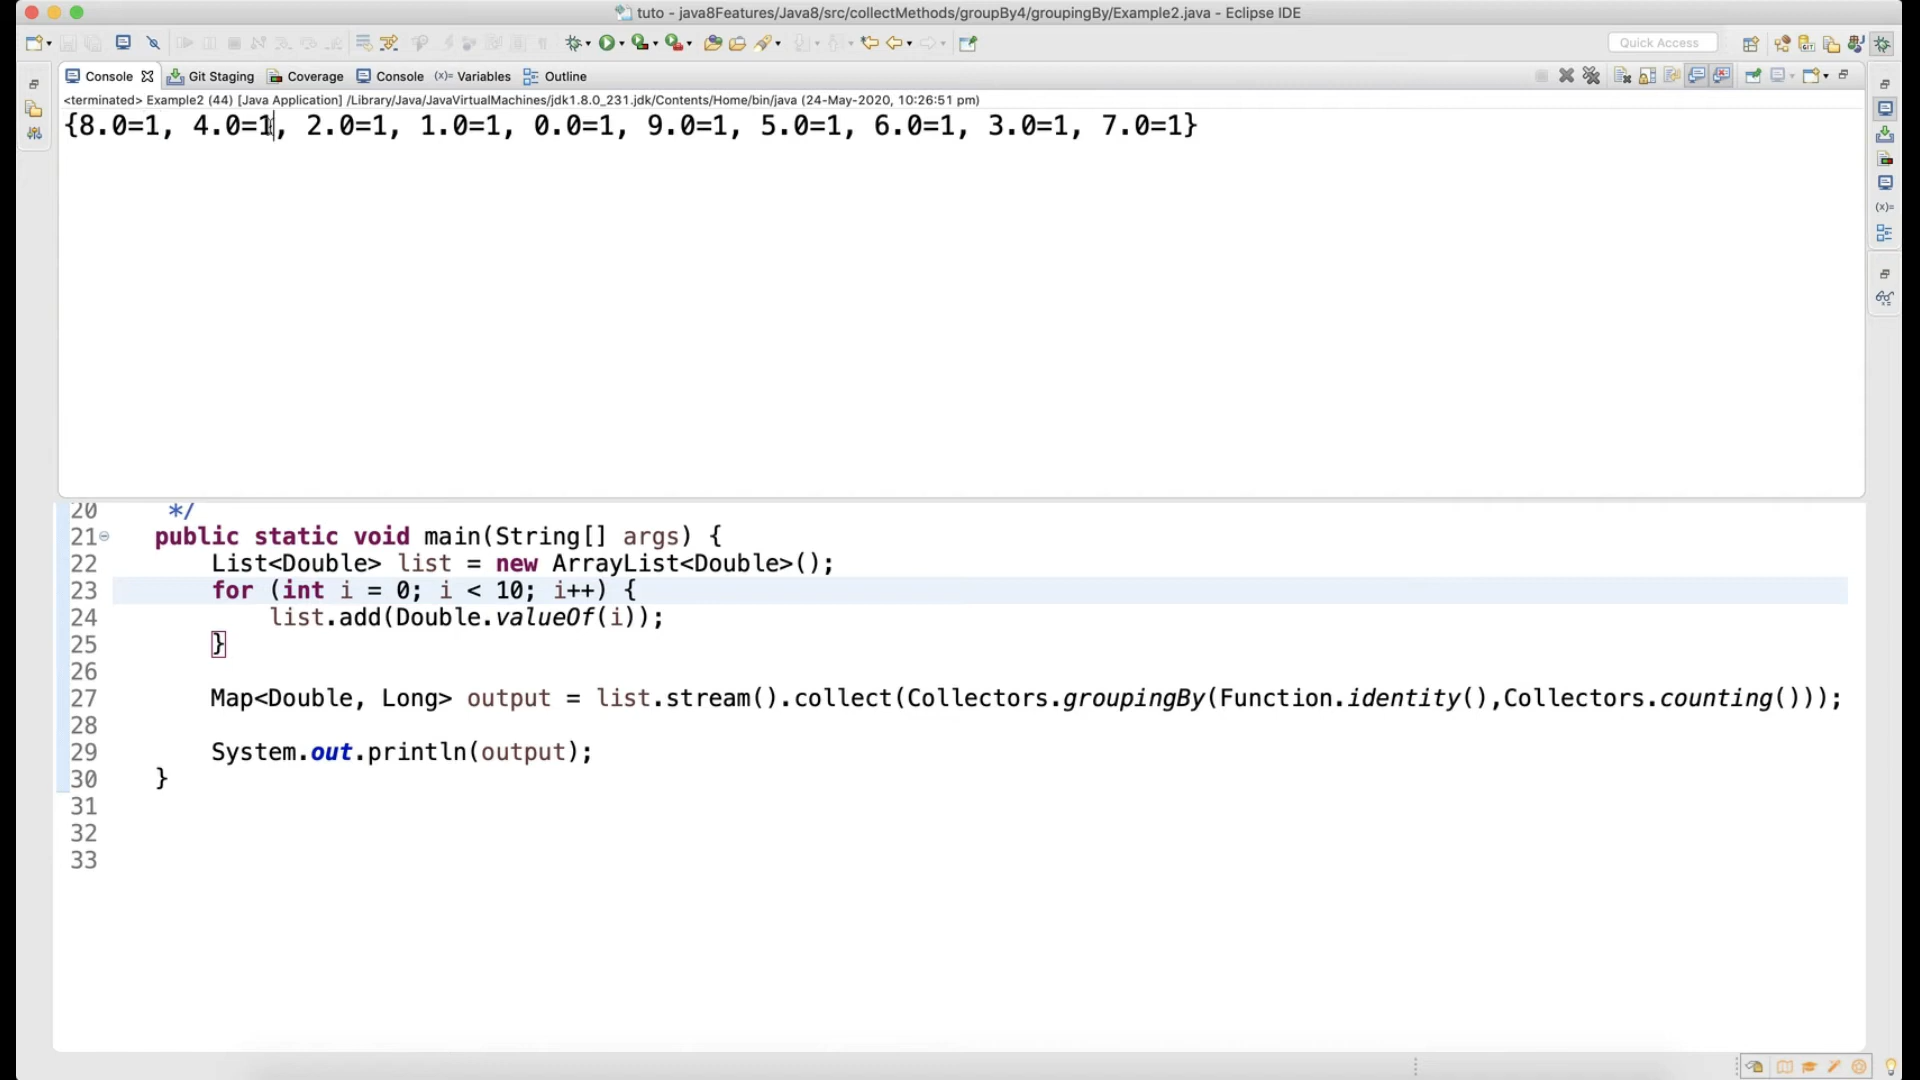 tuto - java8Features/Java8/src/collectMethods/groupBy4/groupingBy/Example2.java - Eclipse IDE
Quick Access
Console Git Staging Coverage Console (x)= Variables Outline
<terminated> Example2 (44) [Java Application] /Library/Java/JavaVirtualMachines/jdk1.8.0_231.jdk/Contents/Home/bin/java (24-May-2020, 10:26:51 pm)
{8.0=1, 4.0=1, 2.0=1, 1.0=1, 0.0=1, 9.0=1, 5.0=1, 6.0=1, 3.0=1, 7.0=1}
(x)=
20 */
21 public static void main(String[] args) {
22 List<Double> list = new ArrayList<Double>();
23 for (int i = 0; i < 10; i++) {
24 list.add(Double.valueOf(i));
25 }
26
27 Map<Double, Long> output = list.stream().collect(Collectors.groupingBy(Function.identity(),Collectors.counting()));
28
29 System.out.println(output);
30 }
31
32
33